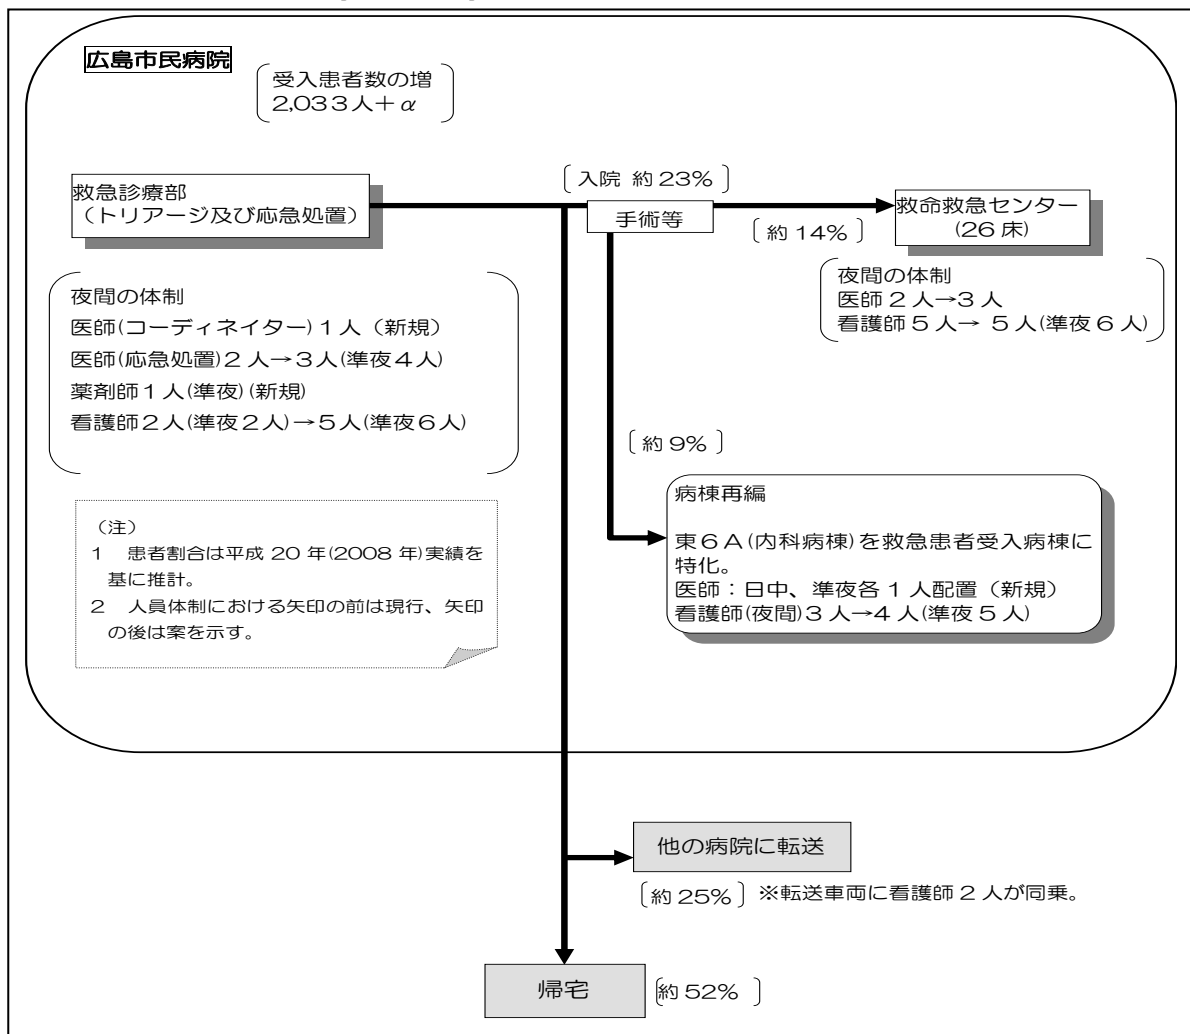 広島市民病院
受入患者数の増
2,033人+α
救急診療部
(トリアージ及び応急処置)
[入院 約23%]
手術等
[約14%]
救命救急センター
(26床)
夜間の体制
医師(コーディネイター)1人(新規)
医師(応急処置)2人→3人(準夜4人)
薬剤師1人(準夜)(新規)
看護師2人(準夜2人)→5人(準夜6人)
夜間の体制
医師2人→3人
看護師5人→ 5人(準夜6人)
[約9%]
病棟再編
東6A(内科病棟)を救急患者受入病棟に
特化。
医師:日中、準夜各1人配置(新規)
看護師(夜間)3人→4人(準夜5人)
(注)
1 患者割合は平成20年(2008年)実績を
基に推計。
2 人員体制における矢印の前は現行、矢印
の後は案を示す。
他の病院に転送
[約25%] ※転送車両に看護師2人が同乗。
帰宅
[約52%]